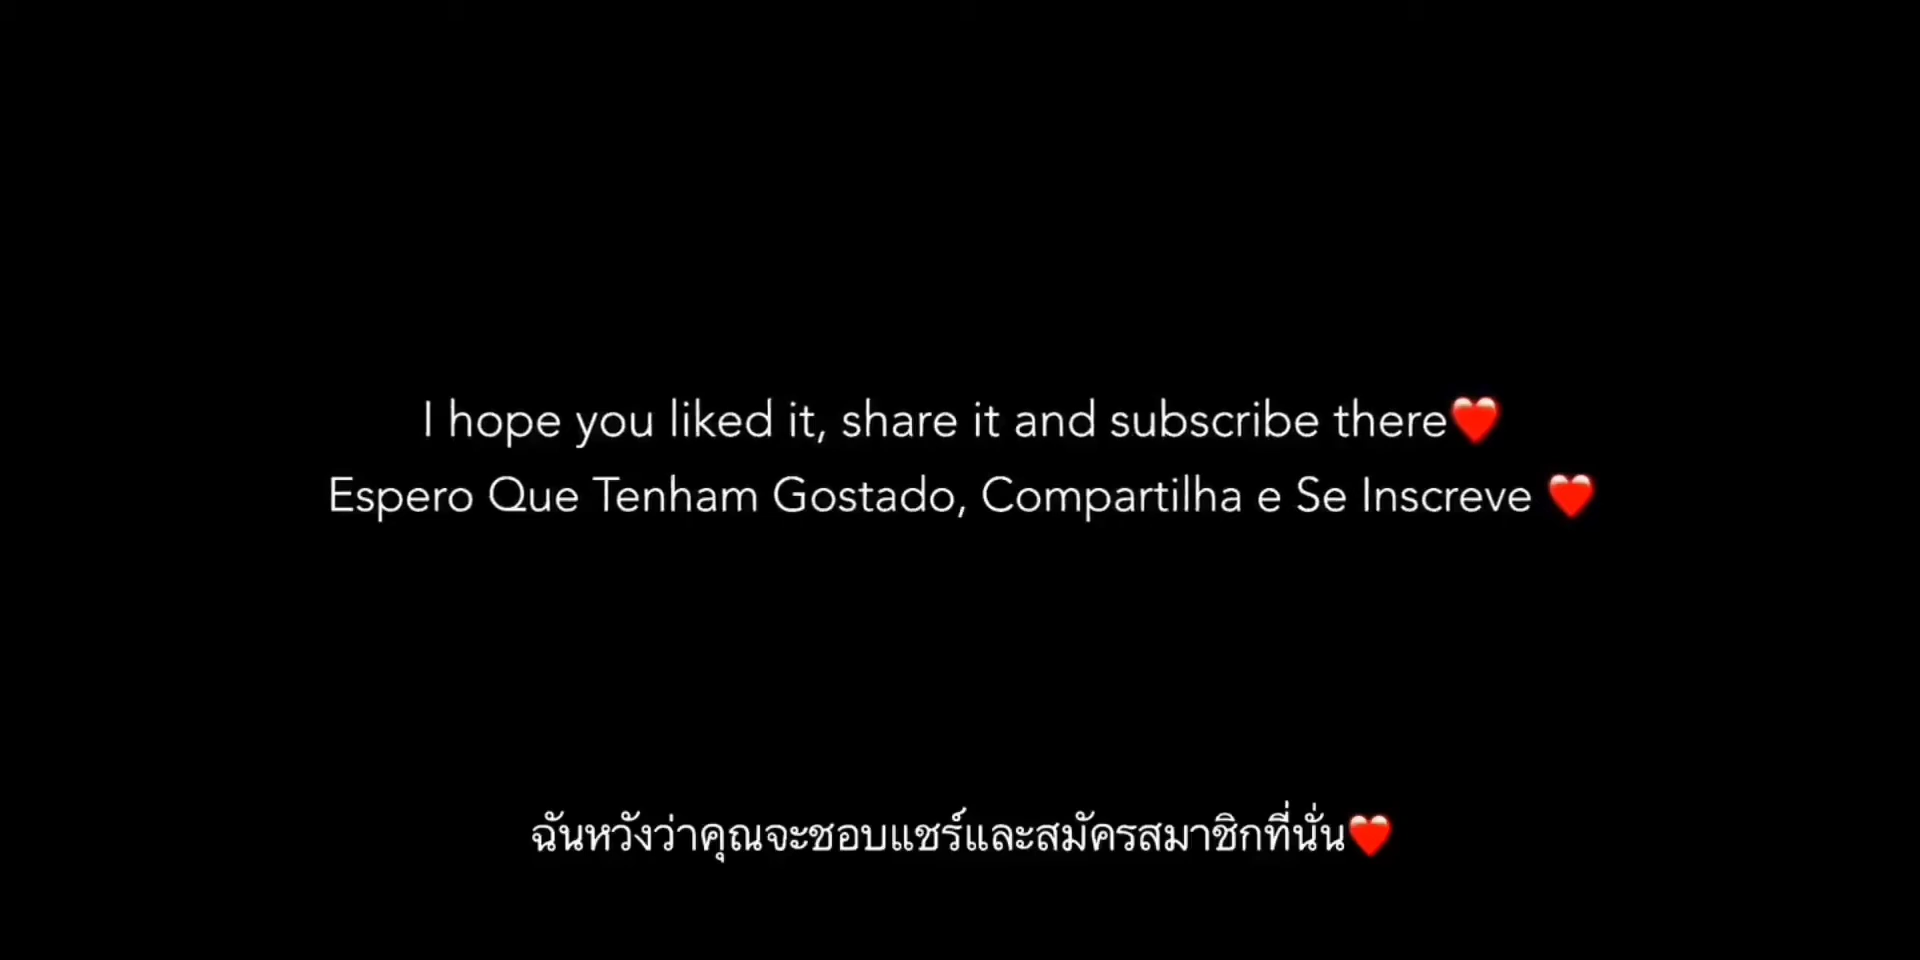 I hope you liked it, share it and subscribe there❤️
Espero Que Tenham Gostado, Compartilha e Se Inscreve ❤️
ฉันหวังว่าคุณจะชอบแชร์และสมัครสมาชิกที่นั่น❤️